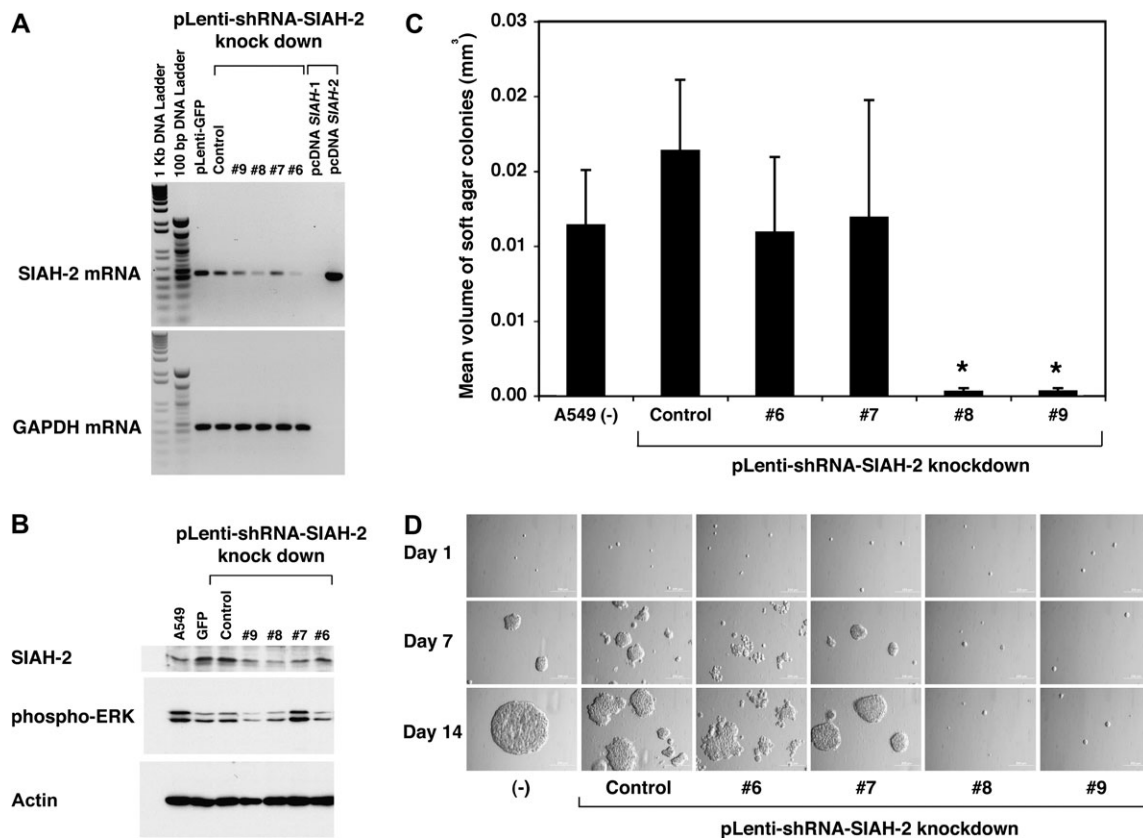 A
pLenti-shRNA-SIAH-2
knock down
1 Kb DNA Ladder
100 bp DNA Ladder
pLenti-GFP
Control
#9
#8
#7
#6
pcDNA SIAH-1
pcDNA SIAH-2
SIAH-2 mRNA
GAPDH mRNA
B
pLenti-shRNA-SIAH-2
knock down
A549
GFP
Control
#9
#8
#7
#6
SIAH-2
phospho-ERK
Actin
C
Mean volume of soft agar colonies (mm³)
0.03
0.02
0.02
0.01
0.01
0.00
* *
A549 (-) Control #6 #7 #8 #9
pLenti-shRNA-SIAH-2 knockdown
D
Day 1
Day 7
Day 14
(-) Control #6 #7 #8 #9
pLenti-shRNA-SIAH-2 knockdown